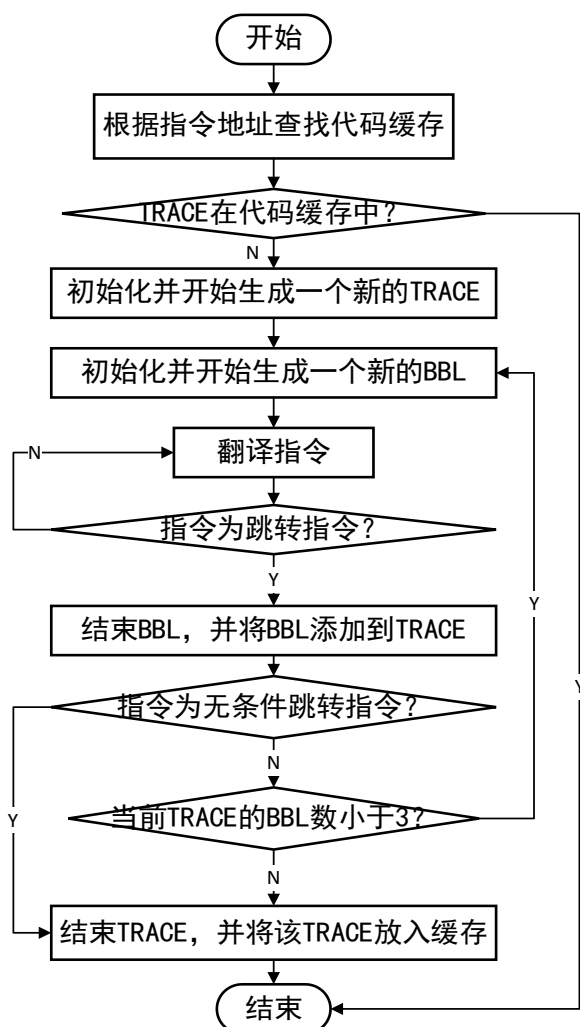 开始
根据指令地址查找代码缓存
TRACE在代码缓存中?
N
初始化并开始生成一个新的TRACE
初始化并开始生成一个新的BBL
N
翻译指令
指令为跳转指令?
Y
Y
结束BBL，并将BBL添加到TRACE
Y
指令为无条件跳转指令?
N
Y
当前TRACE的BBL数小于3?
N
结束TRACE，并将该TRACE放入缓存
结束